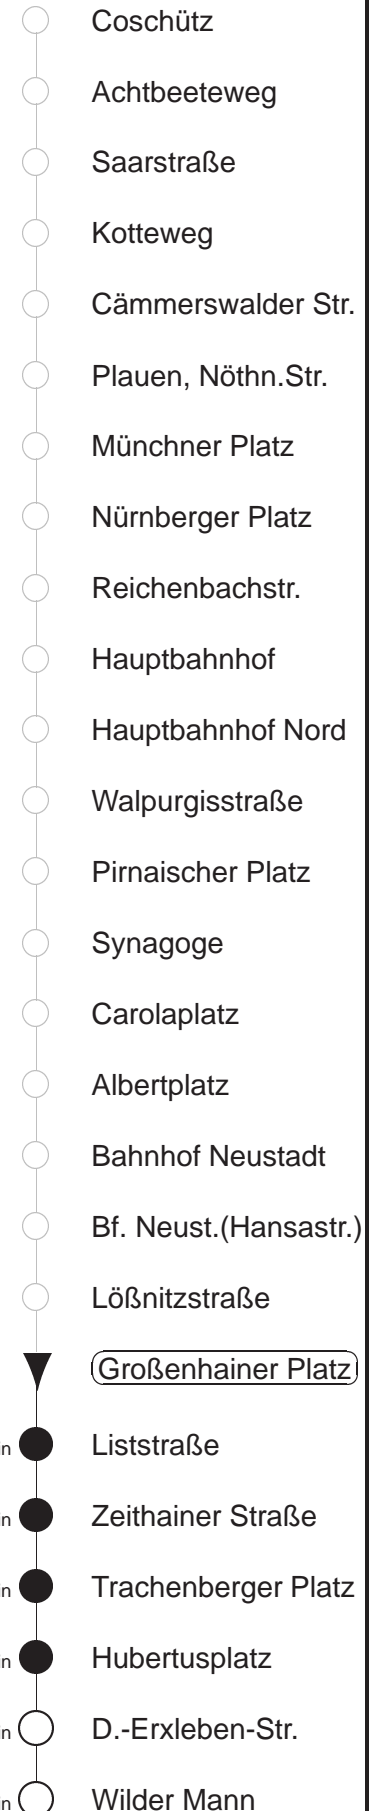 Coschütz
Achtbeeteweg
Saarstraße
Kotteweg
Cämmerswalder Str.
Plauen, Nöthn.Str.
Münchner Platz
Nürnberger Platz
Reichenbachstr.
Hauptbahnhof
Hauptbahnhof Nord
Walpurgisstraße
Pirnaischer Platz
Synagoge
Carolaplatz
Albertplatz
Bahnhof Neustadt
Bf. Neust.(Hansastr.)
Lößnitzstraße
Großenhainer Platz
Liststraße
Zeithainer Straße
Trachenberger Platz
Hubertusplatz
D.-Erxleben-Str.
Wilder Mann